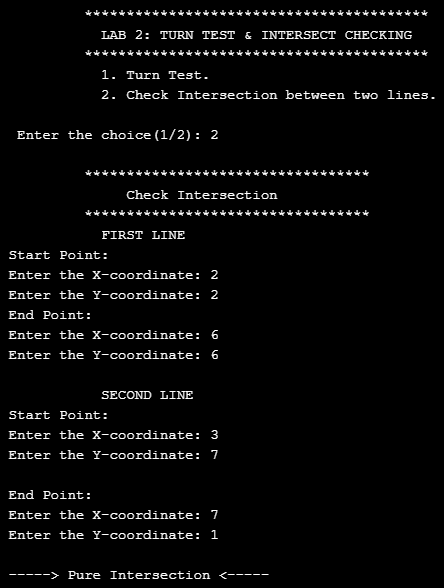 *****************************************
LAB 2: TURN TEST & INTERSECT CHECKING
*****************************************
1. Turn Test.
2. Check Intersection between two lines.
Enter the choice(1/2): 2
**********************************
Check Intersection
**********************************
FIRST LINE
Start Point:
Enter the X-coordinate: 2
Enter the Y-coordinate: 2
End Point:
Enter the X-coordinate: 6
Enter the Y-coordinate: 6
SECOND LINE
Start Point:
Enter the X-coordinate: 3
Enter the Y-coordinate: 7
End Point:
Enter the X-coordinate: 7
Enter the Y-coordinate: 1
-----> Pure Intersection <-----